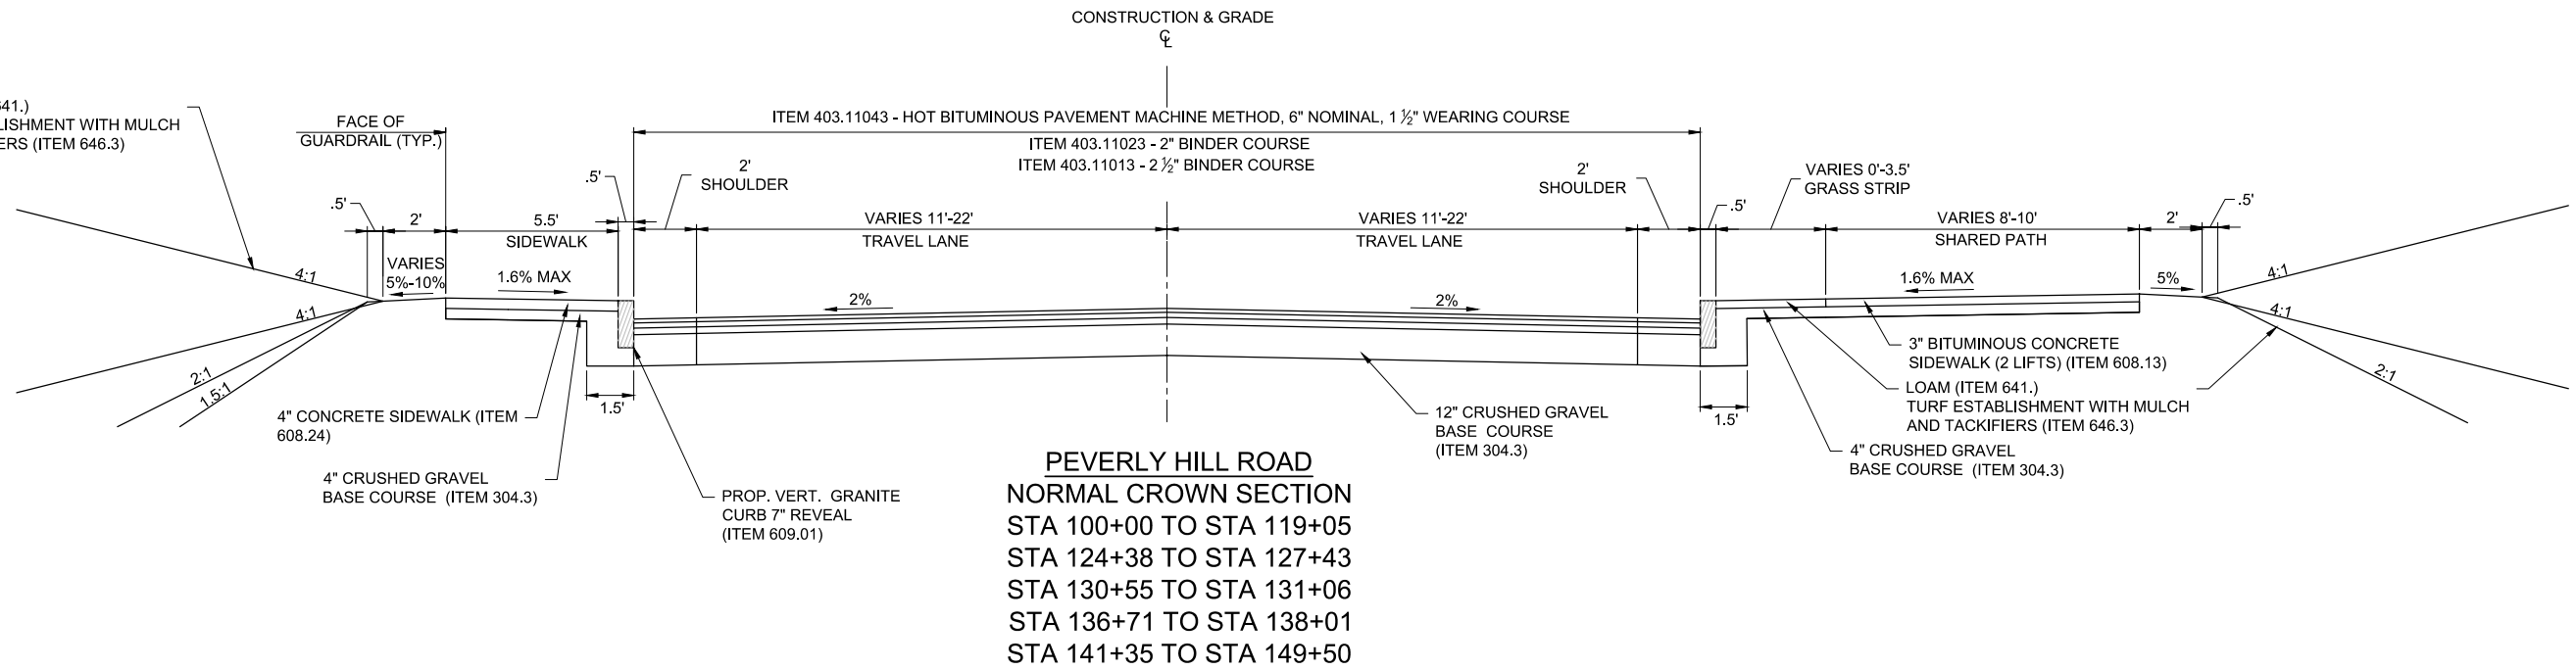 CONSTRUCTION & GRADE
℄
641.)
LISHMENT WITH MULCH
ERS (ITEM 646.3)
FACE OF
GUARDRAIL (TYP.)
ITEM 403.11043 - HOT BITUMINOUS PAVEMENT MACHINE METHOD, 6" NOMINAL, 1 ½" WEARING COURSE
ITEM 403.11023 - 2" BINDER COURSE
ITEM 403.11013 - 2 ½" BINDER COURSE
.5'
2'
SHOULDER
2'
SHOULDER
VARIES 0'-3.5'
GRASS STRIP
.5'
2'
5.5'
SIDEWALK
VARIES 11'-22'
TRAVEL LANE
VARIES 11'-22'
TRAVEL LANE
.5'
VARIES 8'-10'
SHARED PATH
2'
.5'
4:1
VARIES
5%-10%
1.6% MAX
2%
2%
1.6% MAX
5%
4:1
4:1
4:1
2:1
1.5:1
2:1
1.5'
1.5'
4" CONCRETE SIDEWALK (ITEM
608.24)
4" CRUSHED GRAVEL
BASE COURSE (ITEM 304.3)
PROP. VERT. GRANITE
CURB 7" REVEAL
(ITEM 609.01)
12" CRUSHED GRAVEL
BASE COURSE
(ITEM 304.3)
3" BITUMINOUS CONCRETE
SIDEWALK (2 LIFTS) (ITEM 608.13)
LOAM (ITEM 641.)
TURF ESTABLISHMENT WITH MULCH
AND TACKIFIERS (ITEM 646.3)
4" CRUSHED GRAVEL
BASE COURSE (ITEM 304.3)
PEVERLY HILL ROAD
NORMAL CROWN SECTION
STA 100+00 TO STA 119+05
STA 124+38 TO STA 127+43
STA 130+55 TO STA 131+06
STA 136+71 TO STA 138+01
STA 141+35 TO STA 149+50